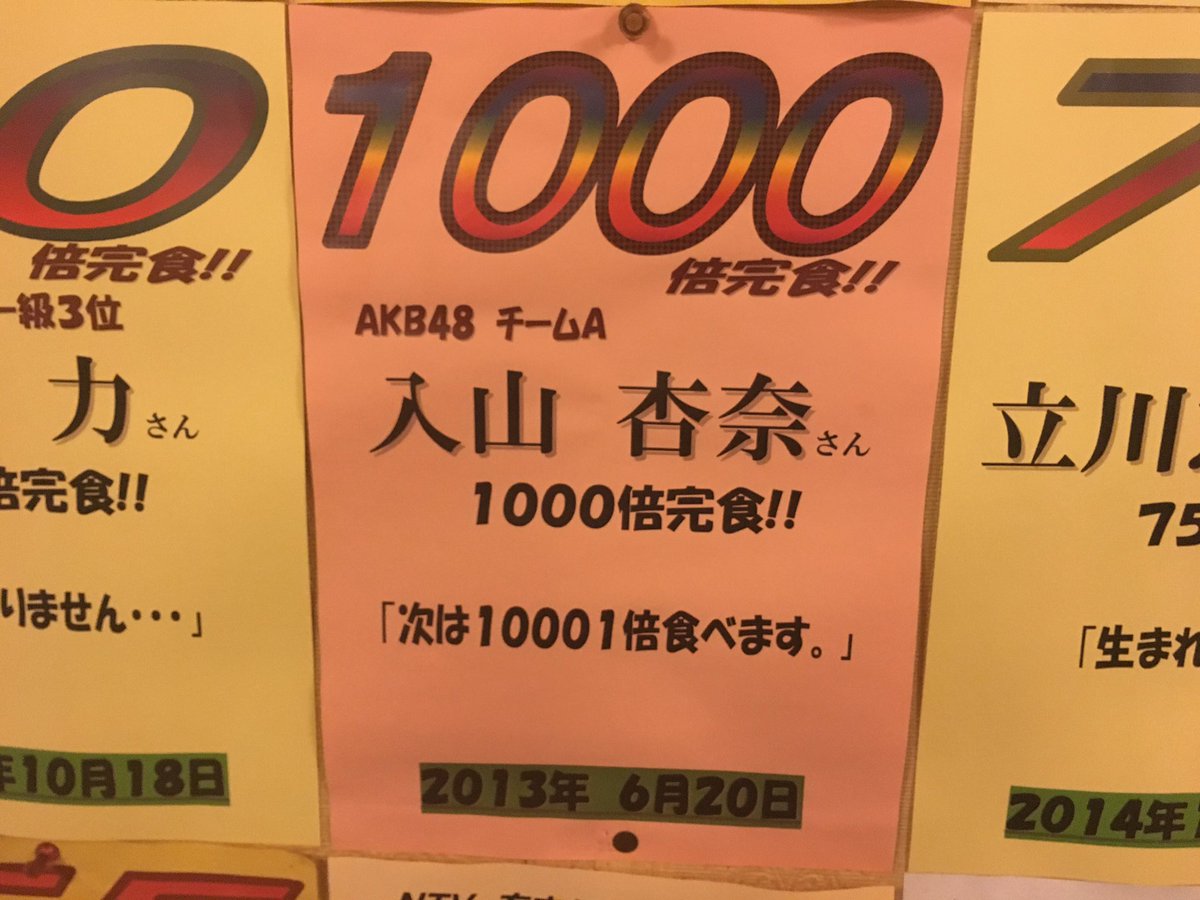 0
倍完食!!
一級3位
力さん
倍完食!!
りません・・・」
年10月18日
1000
倍完食!!
AKB48 チームA
入山 杏奈さん
1000倍完食!!
「次は10001倍食べます。」
2013年 6月20日
7
立川
75
「生まれ
2014年
NTV